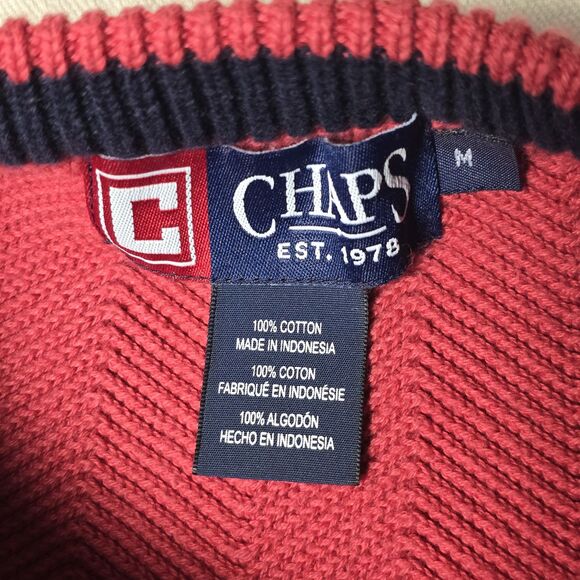 C
CHAPS
EST. 1978
M
100% COTTON
MADE IN INDONESIA
100% COTON
FABRIQUÉ EN INDONÉSIE
100% ALGODÓN
HECHO EN INDONESIA